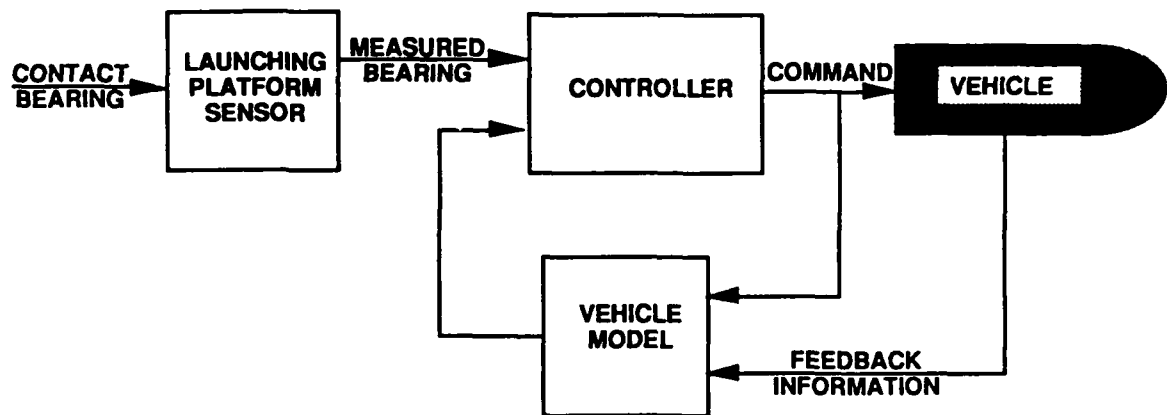 CONTACT
BEARING
LAUNCHING
PLATFORM
SENSOR
MEASURED
BEARING
CONTROLLER
COMMAND
VEHICLE
VEHICLE
MODEL
FEEDBACK
INFORMATION